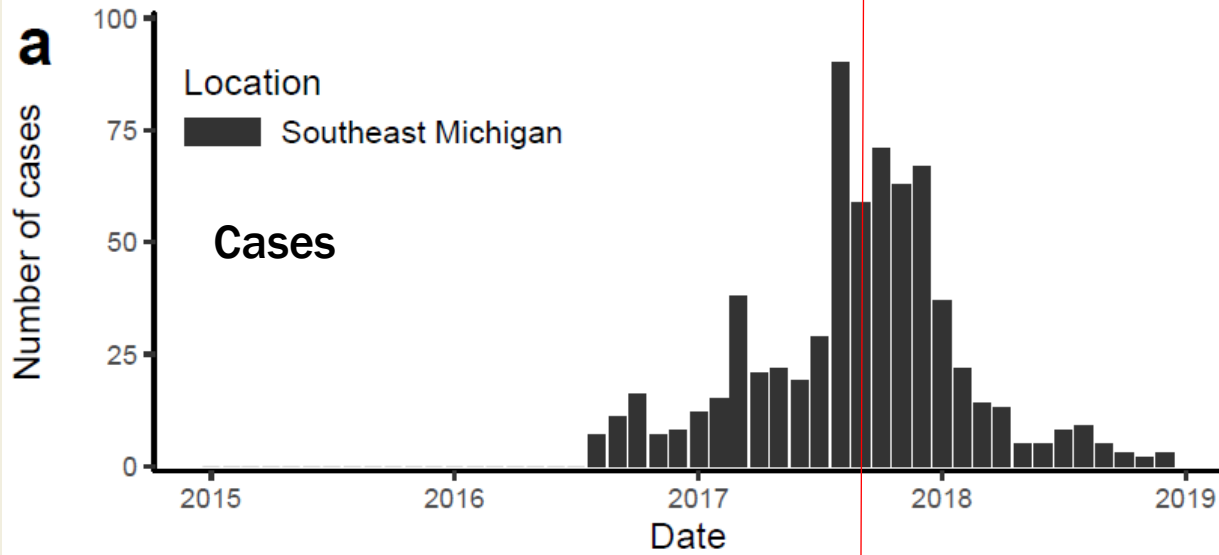 a
100
75
50
25
0
Number of cases
Location
Southeast Michigan
Cases
2015 2016 2017 2018 2019
Date